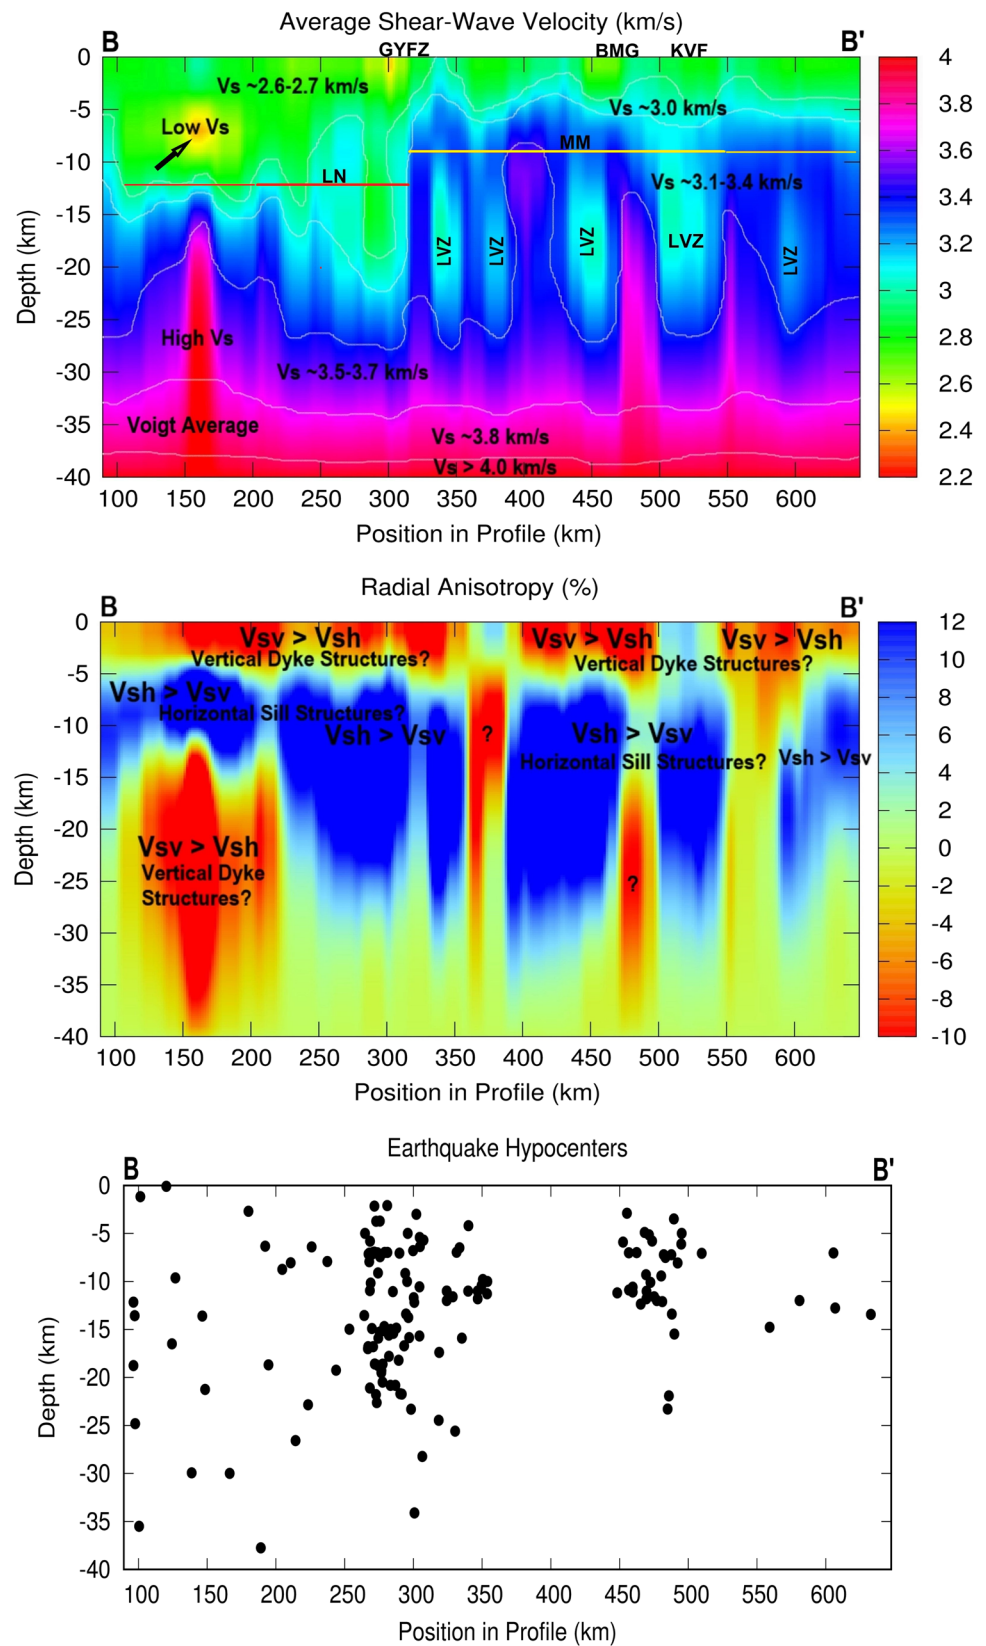 Average Shear-Wave Velocity (km/s)
B GYFZ BMG KVF B'
0
-5
-10
-15
-20
-25
-30
-35
-40
Depth (km)
Vs ~2.6-2.7 km/s
Vs ~3.0 km/s
Low Vs
MM
LN
Vs ~3.1-3.4 km/s
LVZ
LVZ
LVZ
LVZ
LVZ
High Vs
Vs ~3.5-3.7 km/s
Voigt Average
Vs ~3.8 km/s
Vs > 4.0 km/s
4
3.8
3.6
3.4
3.2
3
2.8
2.6
2.4
2.2
100 150 200 250 300 350 400 450 500 550 600
Position in Profile (km)
Radial Anisotropy (%)
B B'
0
-5
-10
-15
-20
-25
-30
-35
-40
Depth (km)
Vsv > Vsh
Vertical Dyke Structures?
Vsv > Vsh
Vsv > Vsh
Vertical Dyke Structures?
Vsh > Vsv
Horizontal Sill Structures?
Vsh > Vsv
?
Vsh > Vsv
Horizontal Sill Structures?
Vsh > Vsv
Vsv > Vsh
Vertical Dyke
Structures?
?
12
10
8
6
4
2
0
-2
-4
-6
-8
-10
100 150 200 250 300 350 400 450 500 550 600
Position in Profile (km)
Earthquake Hypocenters
B B'
0
-5
-10
-15
-20
-25
-30
-35
-40
Depth (km)
100 150 200 250 300 350 400 450 500 550 600
Position in Profile (km)